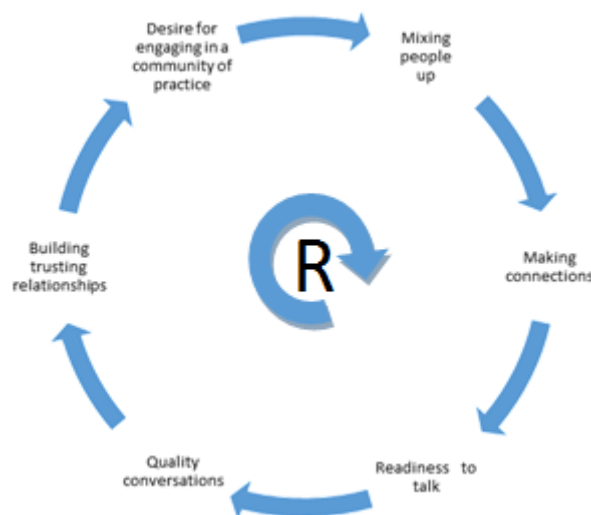 Desire for
engaging in a
community of
practice
Mixing
people
up
Making
connections
Readiness to
talk
Quality
conversations
Building
trusting
relationships
R